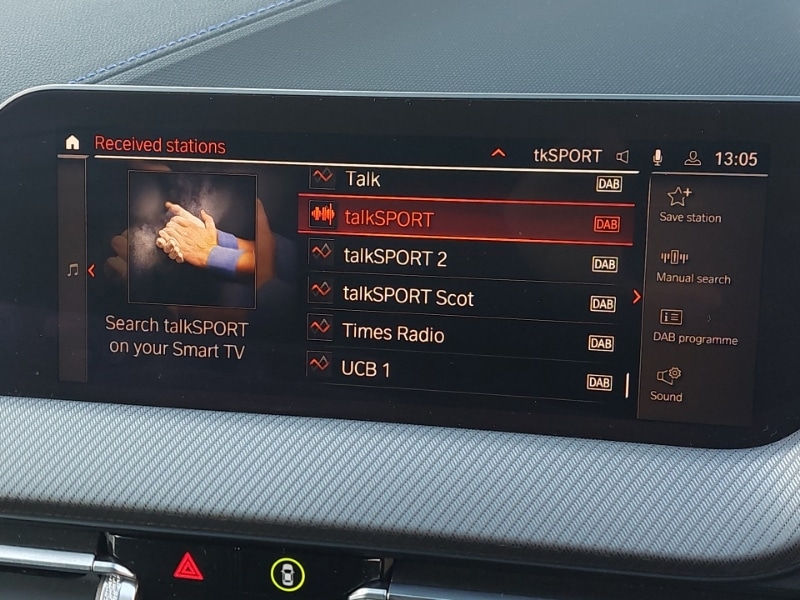 Received stations
tkSPORT
13:05
Talk
DAB
talkSPORT
DAB
talkSPORT 2
DAB
talkSPORT Scot
DAB
Times Radio
DAB
UCB 1
DAB
Search talkSPORT
on your Smart TV
Save station
Manual search
DAB programme
Sound